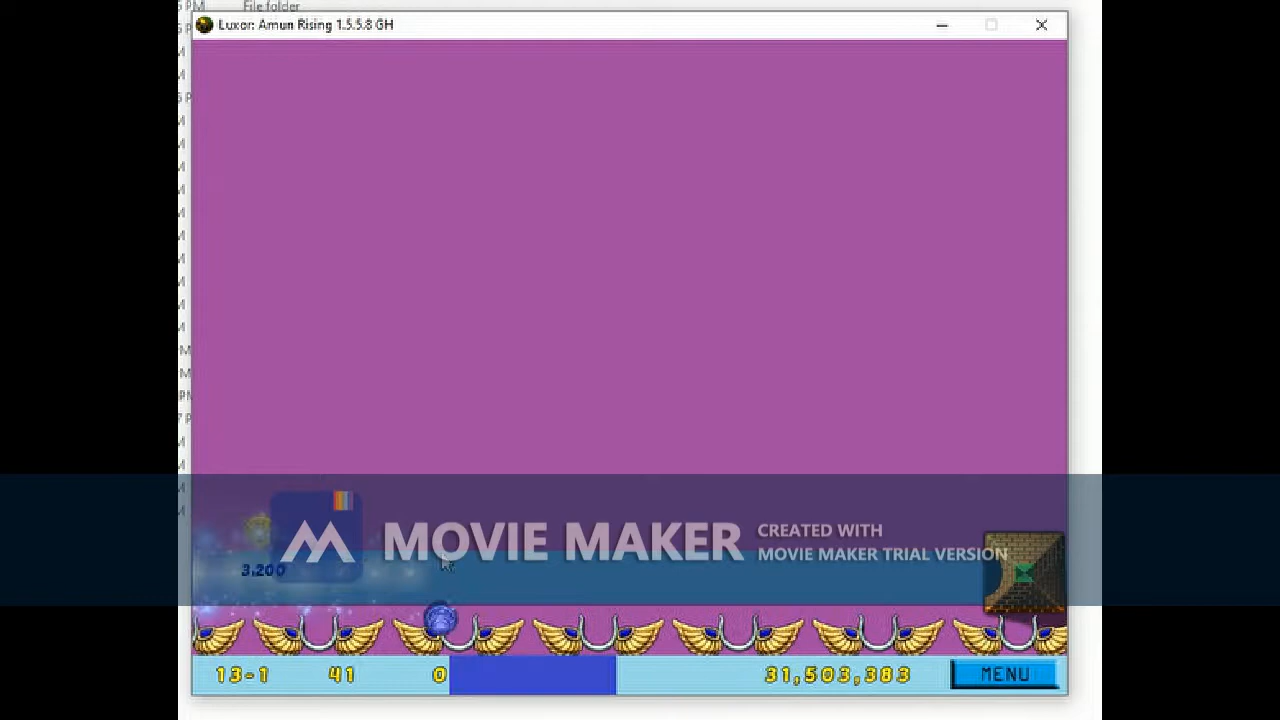 File folder
Luxor: Amun Rising 1.5.5.8 GH
MOVIE MAKER
CREATED WITH
MOVIE MAKER TRIAL VERSION
3,200
13-1 41 0 31,503,383 MENU